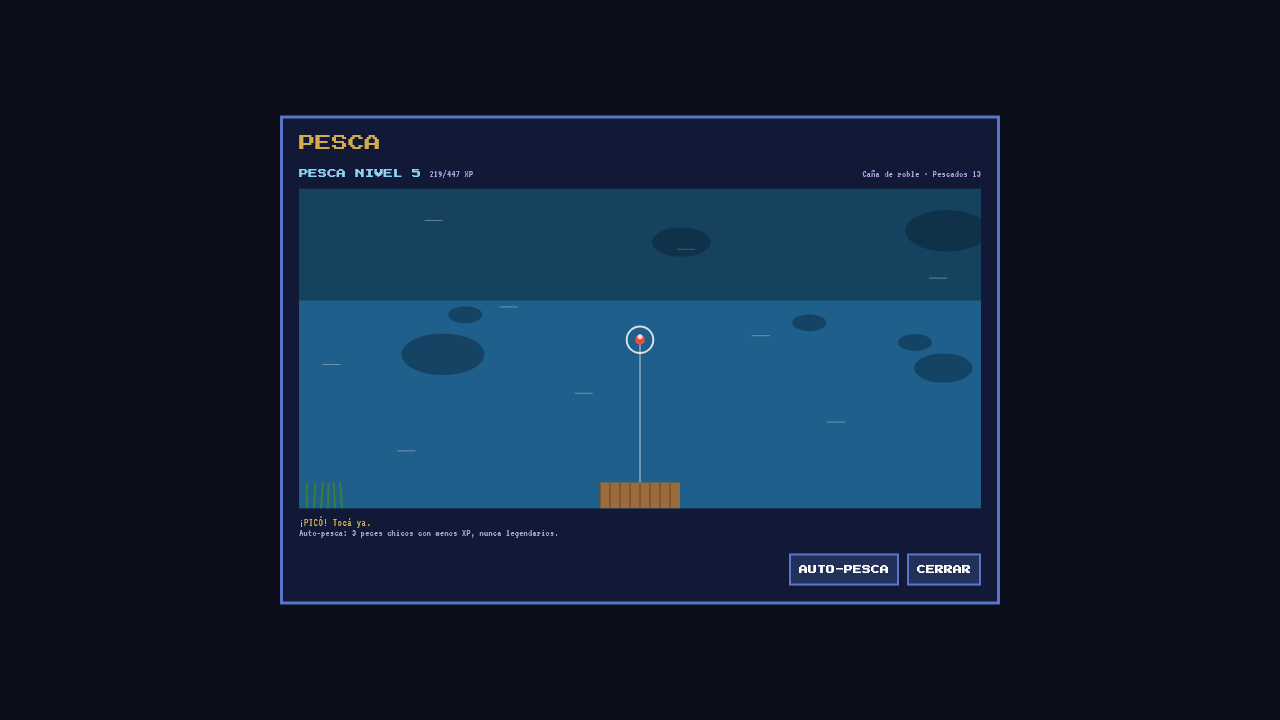 PESCA
PESCA NIVEL 5 219/447 XP
Caña de roble · Pescados 13
¡PICÓ! Tocá ya.
Auto-pesca: 3 peces chicos con menos XP, nunca legendarios.
AUTO-PESCA
CERRAR